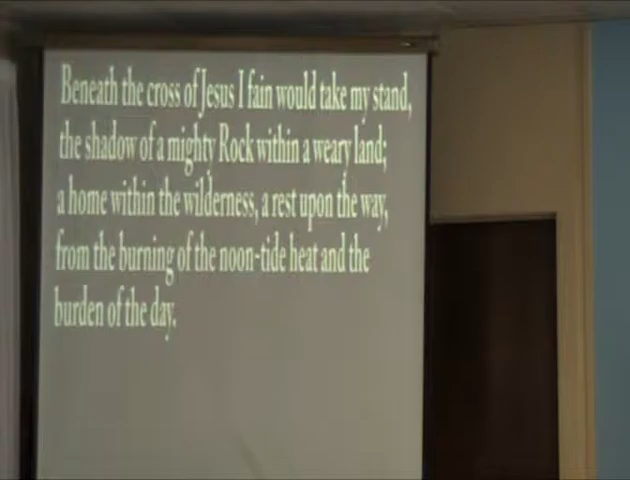 Beneath the cross of Jesus I fain would take my stand,
the shadow of a mighty Rock within a weary land;
a home within the wilderness, a rest upon the way,
from the burning of the noon-tide heat and the
burden of the day.